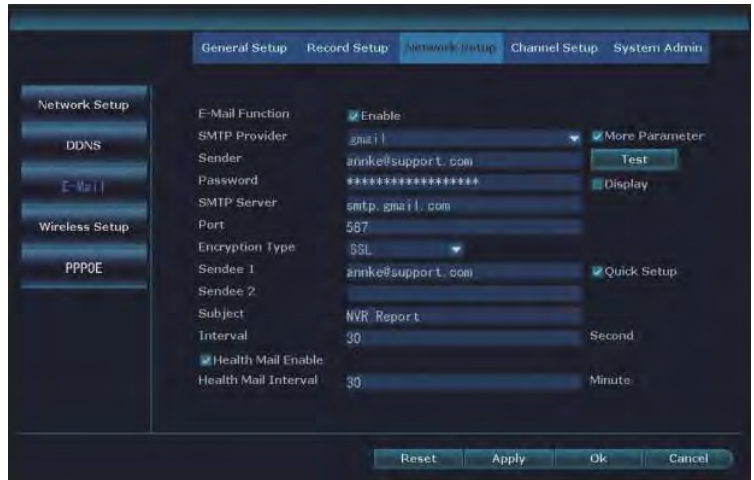 General Setup Record Setup Network Setup Channel Setup System Admin
Network Setup
DDNS
E-Mail
Wireless Setup
PPPOE
E-Mail Function Enable
SMTP Provider gmail More Parameter
Sender annke@support.com Test
Password ****************** Display
SMTP Server smtp.gmail.com
Port 587
Encryption Type SSL
Sendee 1 annke@support.com Quick Setup
Sendee 2
Subject NVR Report
Interval 30 Second
Health Mail Enable
Health Mail Interval 30 Minute
Reset Apply Ok Cancel